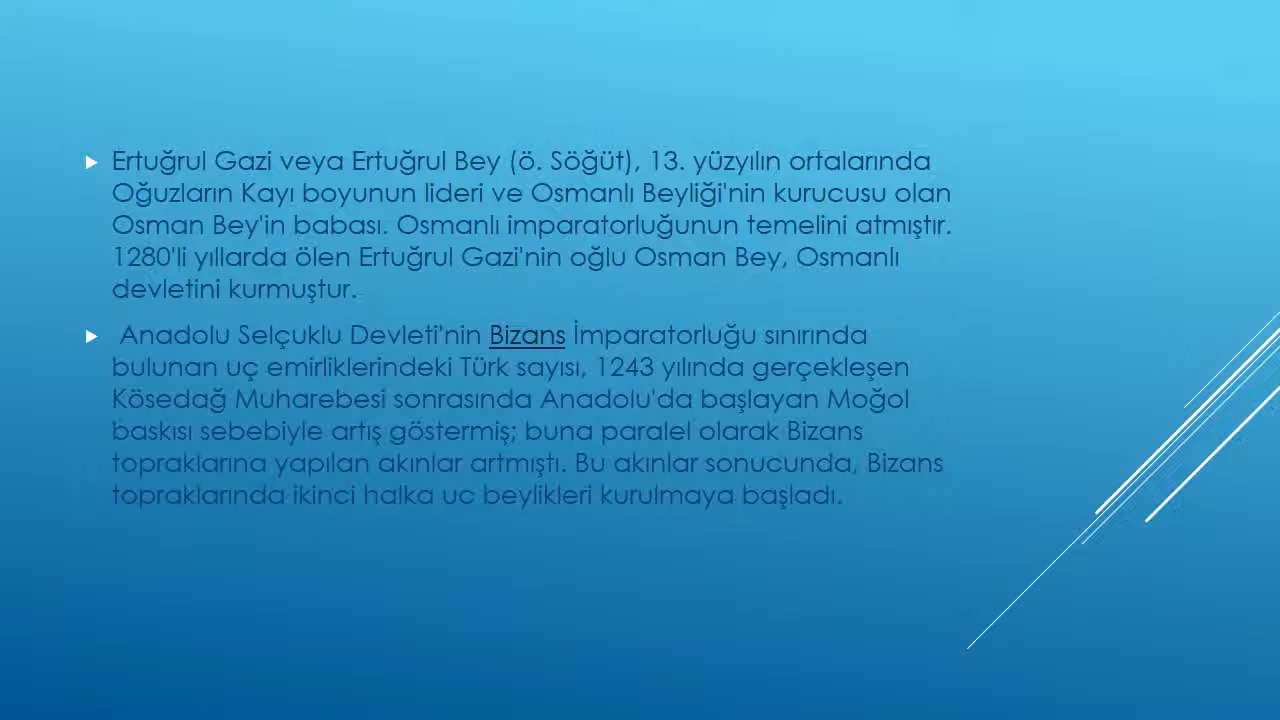 Ertuğrul Gazi veya Ertuğrul Bey (ö. Söğüt), 13. yüzyılın ortalarında
Oğuzların Kayı boyunun lideri ve Osmanlı Beyliği'nin kurucusu olan
Osman Bey'in babası. Osmanlı imparatorluğunun temelini atmıştır.
1280'li yıllarda ölen Ertuğrul Gazi'nin oğlu Osman Bey, Osmanlı
devletini kurmuştur.
Anadolu Selçuklu Devleti'nin Bizans İmparatorluğu sınırında
bulunan uç emirliklerindeki Türk sayısı, 1243 yılında gerçekleşen
Kösedağ Muharebesi sonrasında Anadolu'da başlayan Moğol
baskısı sebebiyle artış göstermiş; buna paralel olarak Bizans
topraklarına yapılan akınlar artmıştı. Bu akınlar sonucunda, Bizans
topraklarında ikinci halka uc beylikleri kurulmaya başladı.